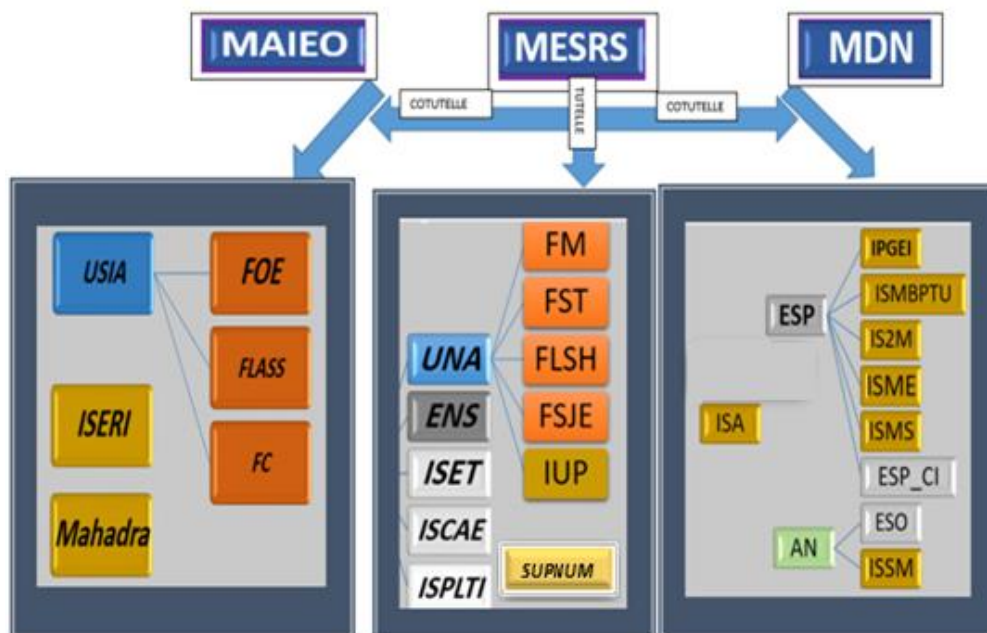 MAIEO
MESRS
MDN
COTUTELLE
TUTELLE
COTUTELLE
USIA
FOE
FLASS
FC
ISERI
Mahadra
UNA
ENS
ISET
ISCAE
ISPLTI
FM
FST
FLSH
FSJE
IUP
SUPNUM
ESP
IPGEI
ISMBPTU
IS2M
ISME
ISMS
ESP_CI
ISA
AN
ESO
ISSM